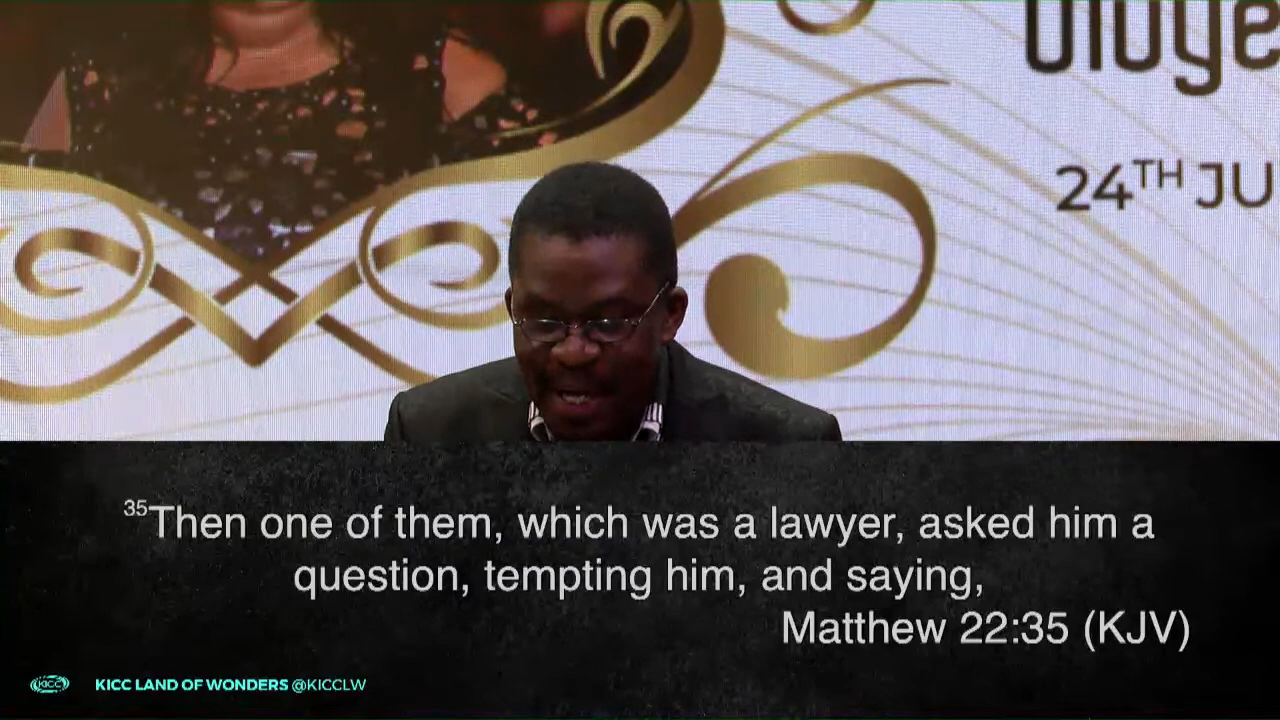 24TH JU
35Then one of them, which was a lawyer, asked him a
question, tempting him, and saying,
Matthew 22:35 (KJV)
KICC
KICC LAND OF WONDERS @KICCLW